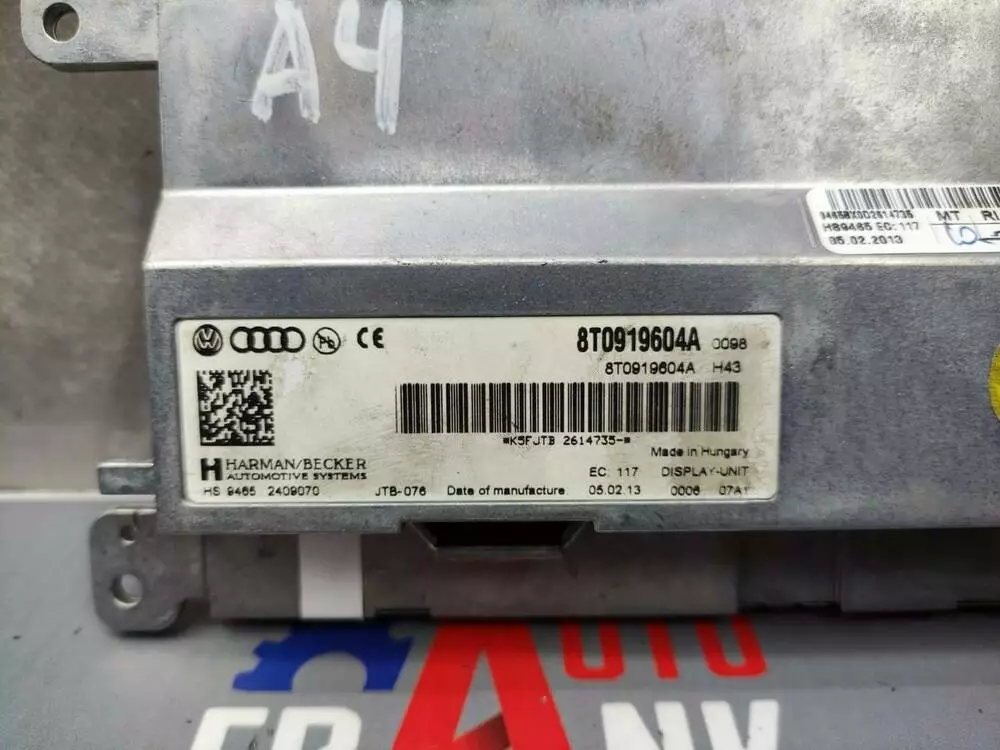 A4
94658X0D2614735
H89465 EC: 117
05.02.2013
MT
8T0919604A 0098
8T0919604A H43
*K5FJTB 2614735-*
Made in Hungary
HARMAN/BECKER
AUTOMOTIVE SYSTEMS
EC: 117 DISPLAY-UNIT
HS 9465 2409070 JTB-076 Date of manufacture 05.02.13 0006 07A1
AUTO